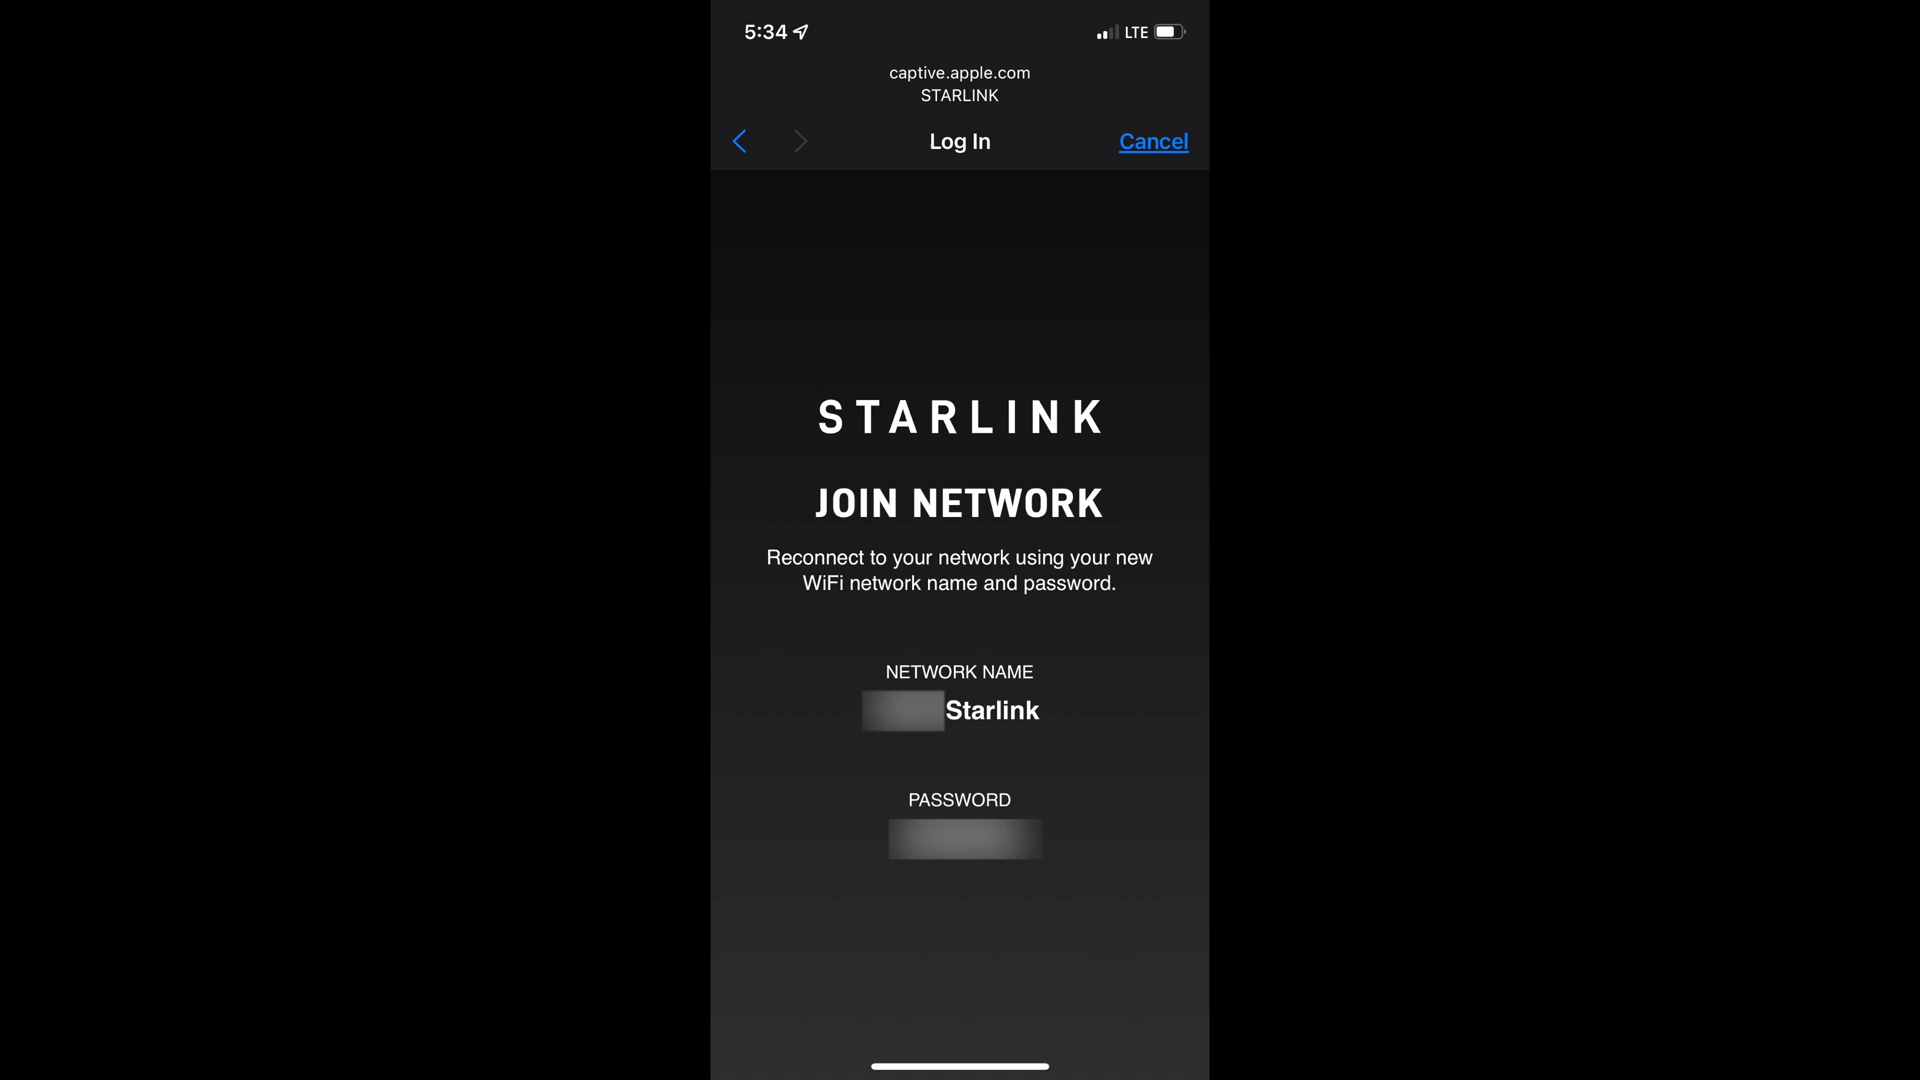 5:34
LTE
captive.apple.com
STARLINK
Log In
Cancel
STARLINK
JOIN NETWORK
Reconnect to your network using your new
WiFi network name and password.
NETWORK NAME
Starlink
PASSWORD